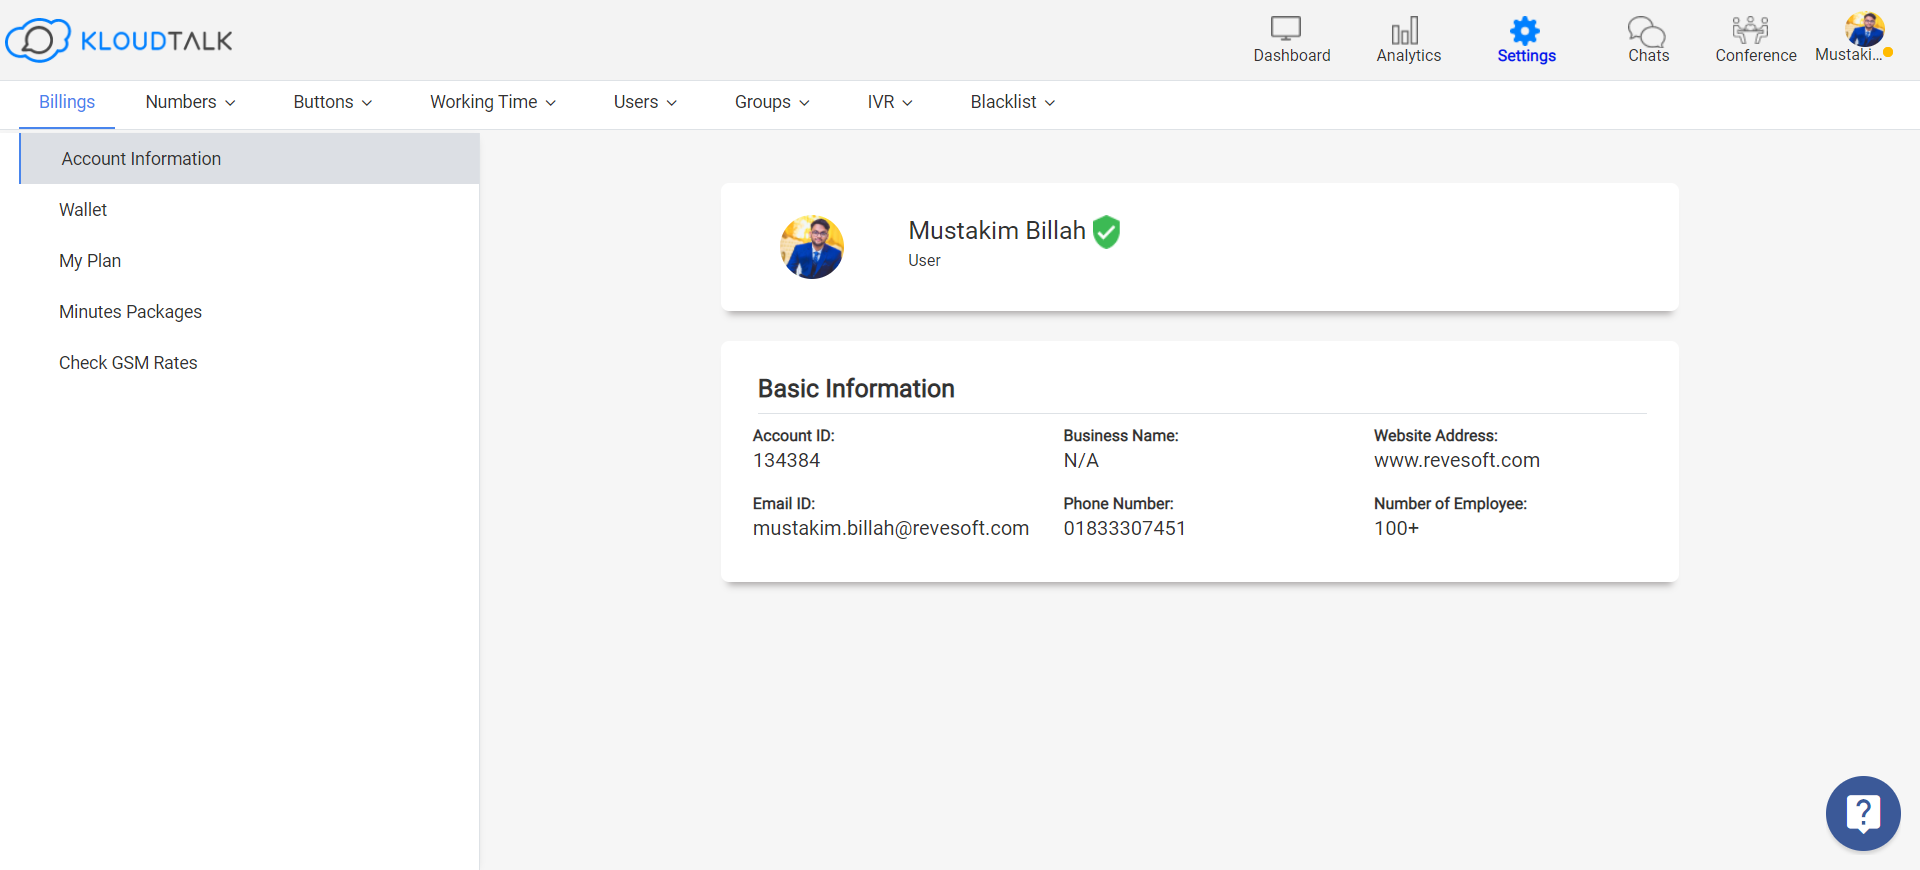 KLOUDTALK
Dashboard
Analytics
Settings
Chats
Conference
Mustaki...
Billings
Numbers
Buttons
Working Time
Users
Groups
IVR
Blacklist
Account Information
Wallet
My Plan
Minutes Packages
Check GSM Rates
Mustakim Billah
User
Basic Information
Account ID:
134384
Business Name:
N/A
Website Address:
www.revesoft.com
Email ID:
mustakim.billah@revesoft.com
Phone Number:
01833307451
Number of Employee:
100+
?